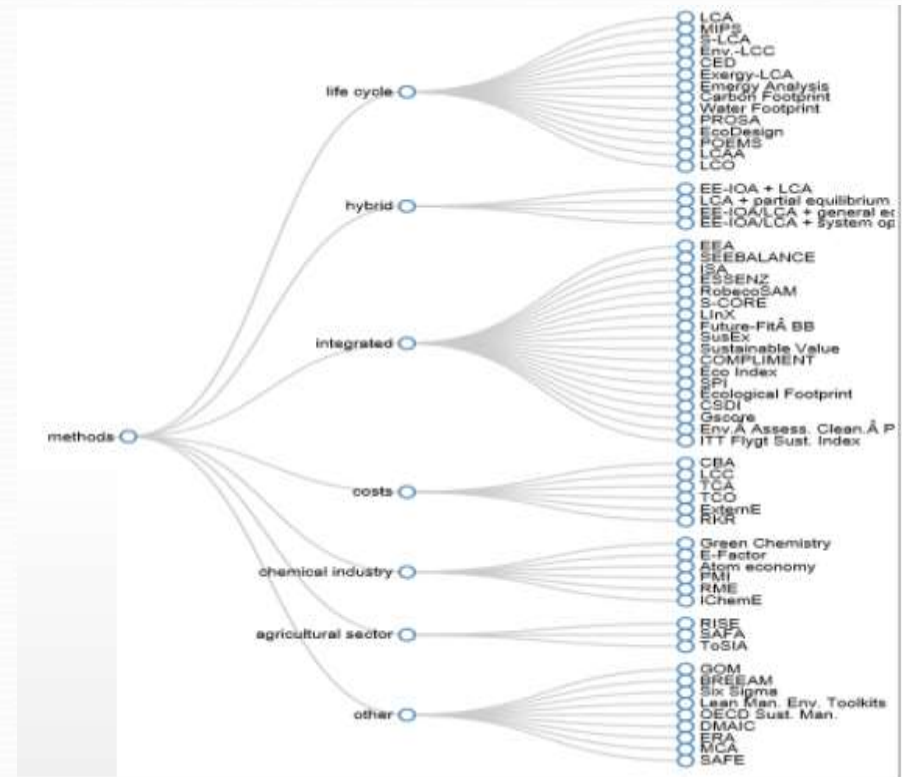 methods
life cycle
LCA
MIPS
S-LCA
Env.-LCC
CED
Exergy-LCA
Emergy Analysis
Carbon Footprint
Water Footprint
PROSA
EcoDesign
POEMS
LCAA
LCO
hybrid
EE-IOA + LCA
LCA + partial equilibrium
EE-IOA/LCA + general ec
EE-IOA/LCA + system op
integrated
EEA
SEEBALANCE
ISA
ESSENZ
RobecoSAM
S-CORE
LInX
Future-FitÂ BB
SusEx
Sustainable Value
COMPLIMENT
Eco Index
SPI
Ecological Footprint
CSDI
Gscore
Env.Â Assess. Clean.Â P
ITT Flygt Sust. Index
costs
CBA
LCC
TCA
TCO
ExternE
RKR
chemical industry
Green Chemistry
E-Factor
Atom economy
PMI
RME
IChemE
agricultural sector
RISE
SAFA
ToSIA
other
GOM
BREEAM
Six Sigma
Lean Man. Env. Toolkits
OECD Sust. Man.
DMAIC
ERA
MCA
SAFE